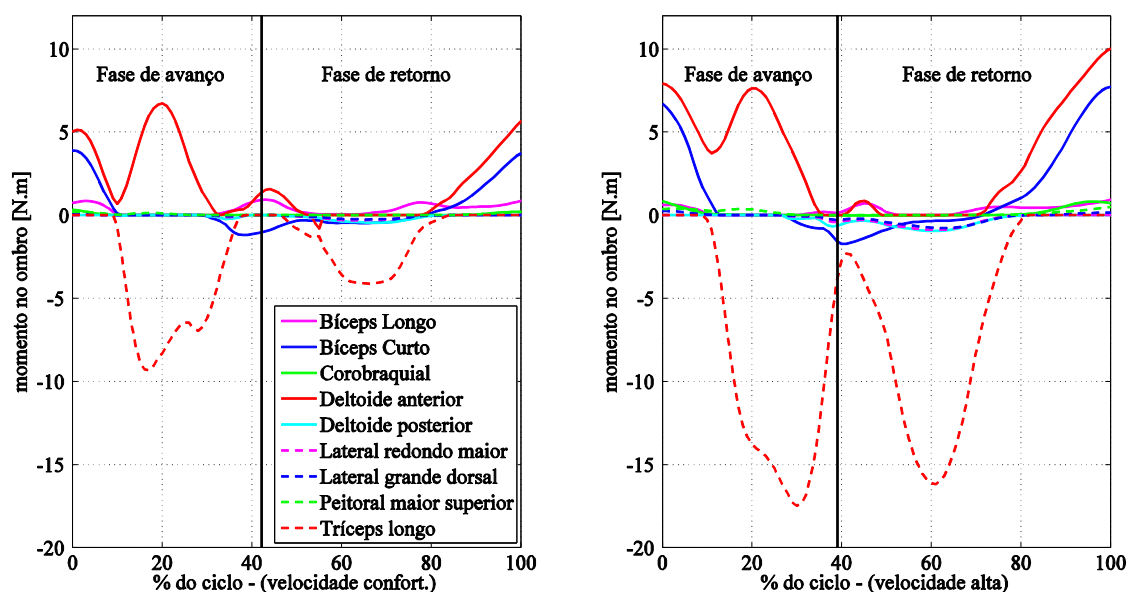 momento no ombro [N.m]
10
5
0
-5
-10
-15
-20
Fase de avanço
Fase de retorno
Bíceps Longo
Bíceps Curto
Corobraquial
Deltoide anterior
Deltoide posterior
Lateral redondo maior
Lateral grande dorsal
Peitoral maior superior
Tríceps longo
0 20 40 60 80 100
% do ciclo - (velocidade confort.)
momento no ombro [N.m]
10
5
0
-5
-10
-15
-20
Fase de avanço
Fase de retorno
0 20 40 60 80 100
% do ciclo - (velocidade alta)